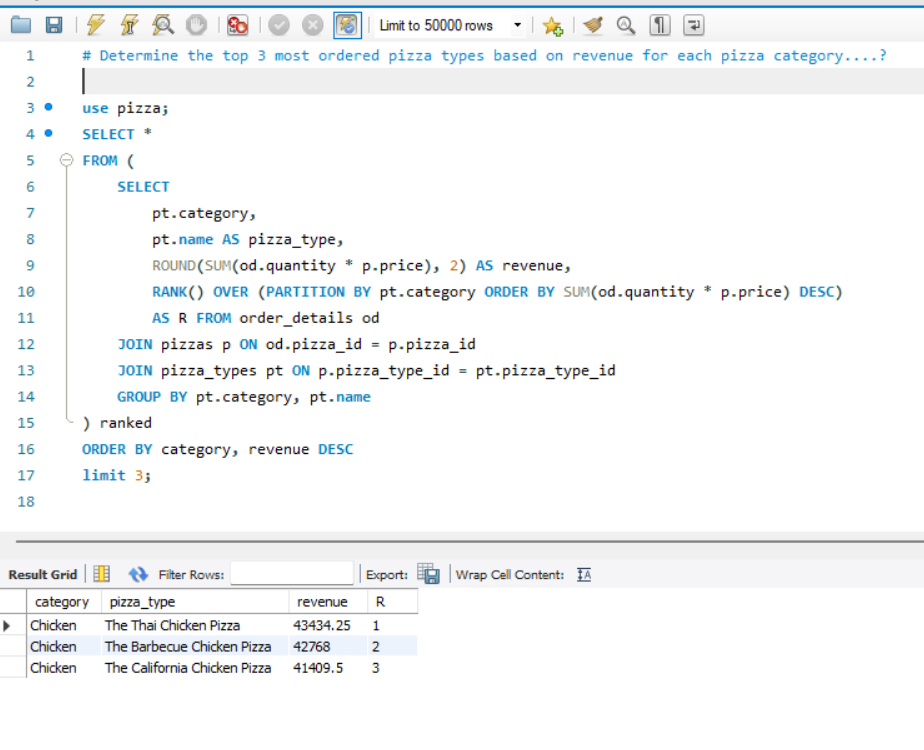 Limit to 50000 rows
1 # Determine the top 3 most ordered pizza types based on revenue for each pizza category....?
2
3 use pizza;
4 SELECT *
5 FROM (
6 SELECT
7 pt.category,
8 pt.name AS pizza_type,
9 ROUND(SUM(od.quantity * p.price), 2) AS revenue,
10 RANK() OVER (PARTITION BY pt.category ORDER BY SUM(od.quantity * p.price) DESC)
11 AS R FROM order_details od
12 JOIN pizzas p ON od.pizza_id = p.pizza_id
13 JOIN pizza_types pt ON p.pizza_type_id = pt.pizza_type_id
14 GROUP BY pt.category, pt.name
15 ) ranked
16 ORDER BY category, revenue DESC
17 limit 3;
18
Result Grid Filter Rows: Export: Wrap Cell Content: IA
category pizza_type revenue R
Chicken The Thai Chicken Pizza 43434.25 1
Chicken The Barbecue Chicken Pizza 42768 2
Chicken The California Chicken Pizza 41409.5 3